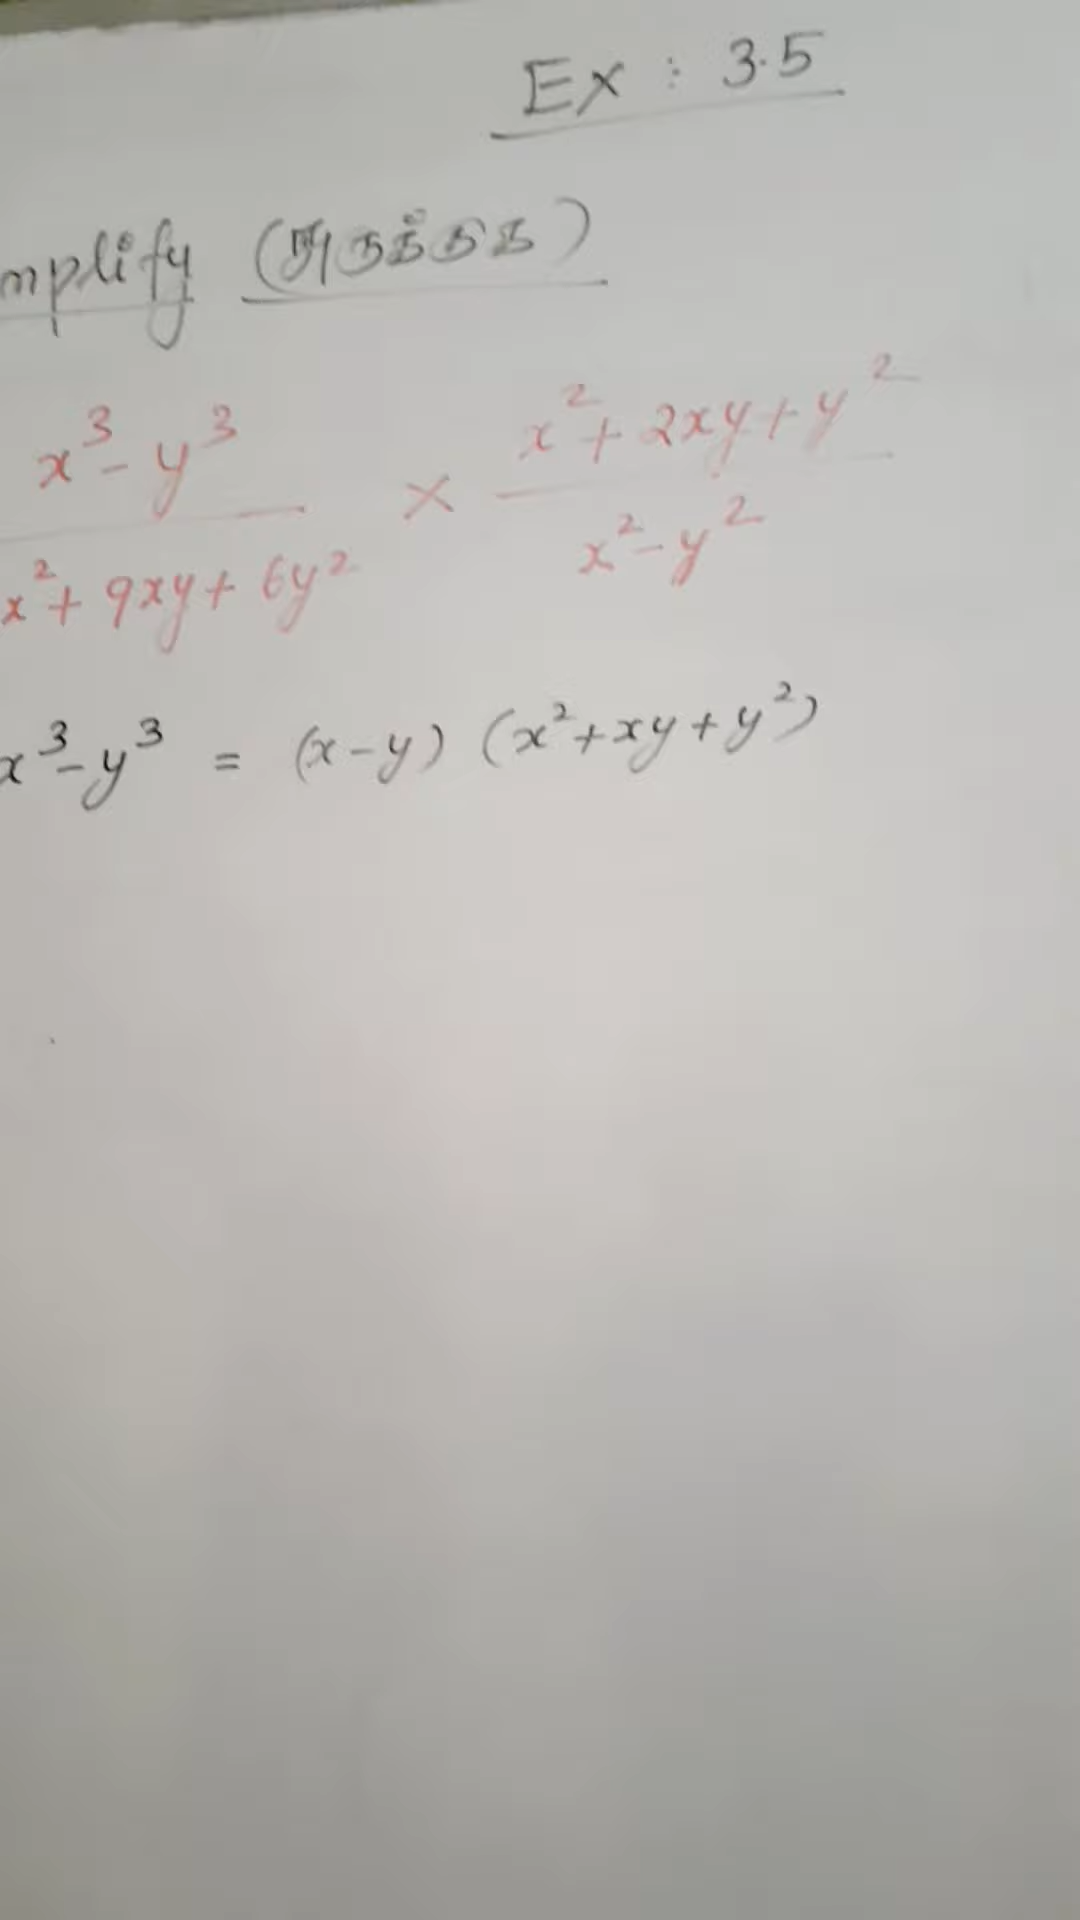 Ex : 3.5
mplify (சுருக்குக)
x³ - y³ / x² + 9xy + 6y² × x² + 2xy + y² / x² - y²
x³ - y³ = (x - y) (x² + xy + y²)